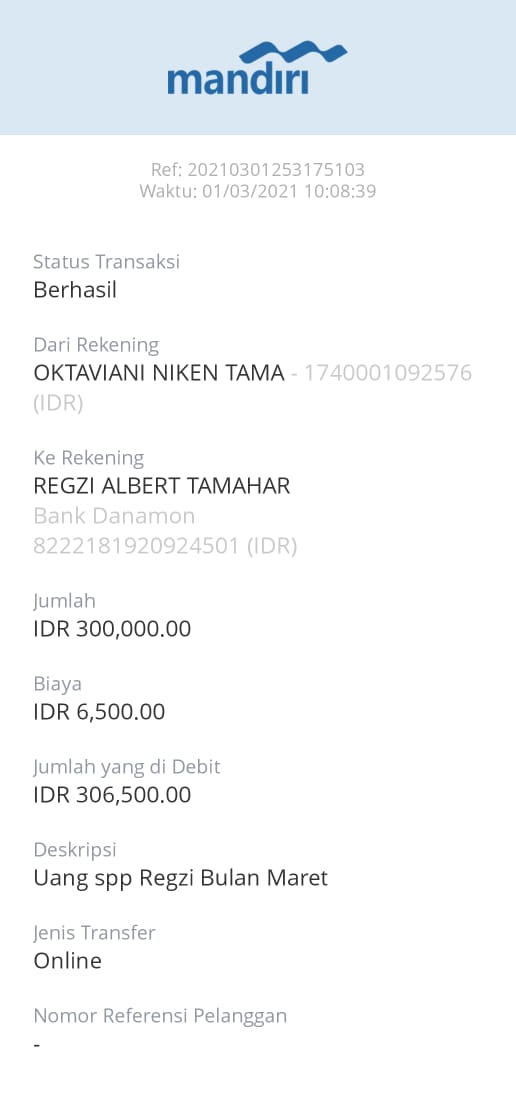 mandiri
Ref: 20210301253175103
Waktu: 01/03/2021 10:08:39
Status Transaksi
Berhasil
Dari Rekening
OKTAVIANI NIKEN TAMA - 1740001092576
(IDR)
Ke Rekening
REGZI ALBERT TAMAHAR
Bank Danamon
8222181920924501 (IDR)
Jumlah
IDR 300,000.00
Biaya
IDR 6,500.00
Jumlah yang di Debit
IDR 306,500.00
Deskripsi
Uang spp Regzi Bulan Maret
Jenis Transfer
Online
Nomor Referensi Pelanggan
-